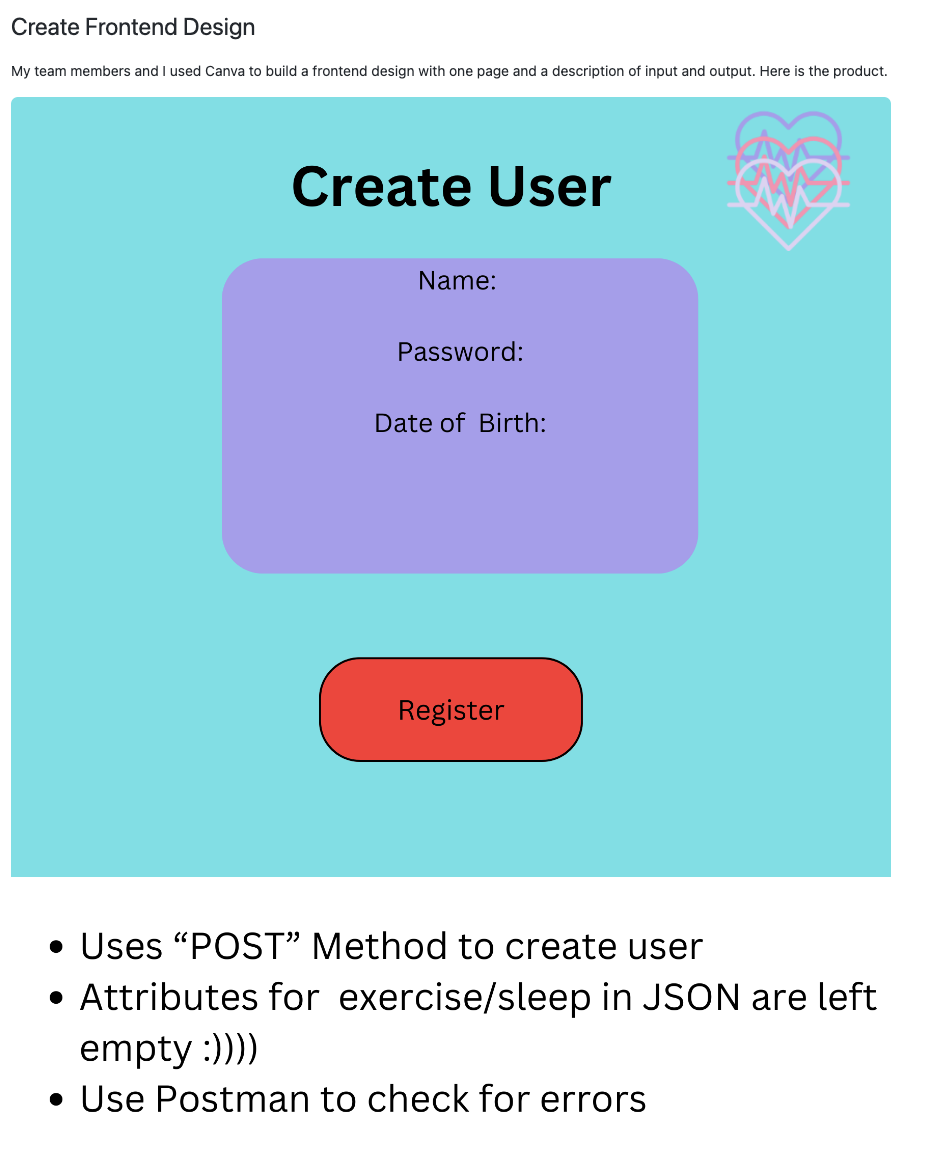 Create Frontend Design
My team members and I used Canva to build a frontend design with one page and a description of input and output. Here is the product.
Create User
Name:
Password:
Date of  Birth:
Register
• Uses “POST” Method to create user
• Attributes for  exercise/sleep in JSON are left
empty :))))
• Use Postman to check for errors